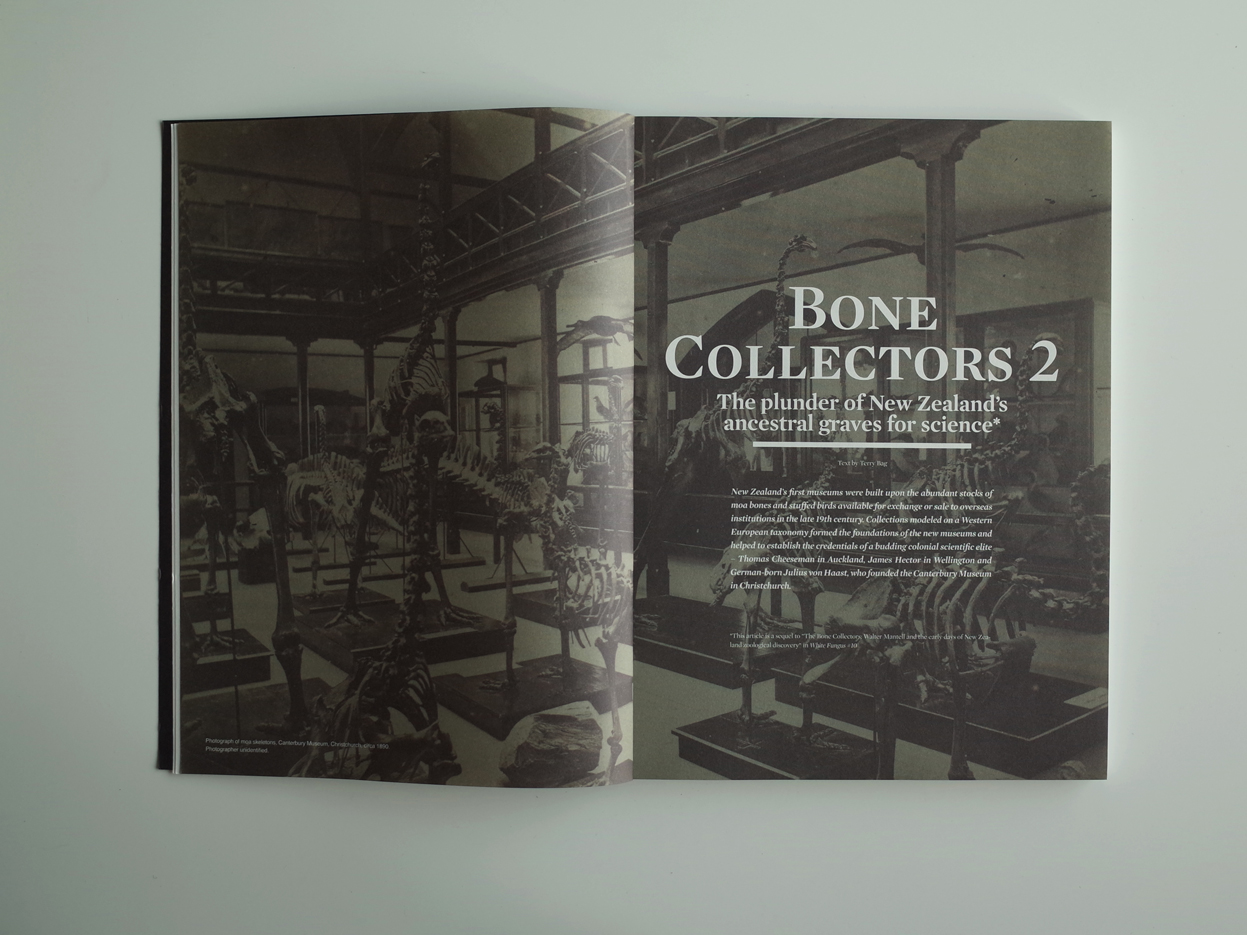 Photograph of moa skeletons, Canterbury Museum, Christchurch, circa 1890.
Photographer unidentified
BONE
COLLECTORS 2
The plunder of New Zealand's
ancestral graves for science*
Text by Terry Bag
New Zealand's first museums were built upon the abundant stocks of
moa bones and stuffed birds available for exchange or sale to overseas
institutions in the late 19th century. Collections modeled on a Western
European taxonomy formed the foundations of the new museums and
helped to establish the credentials of a budding colonial scientific elite
– Thomas Cheeseman in Auckland, James Hector in Wellington and
German-born Julius von Haast, who founded the Canterbury Museum
in Christchurch.
*This article is a sequel to "The Bone Collectors: Walter Mantell and the early days of New Zea-
land zoological discovery" in White Fungus #10